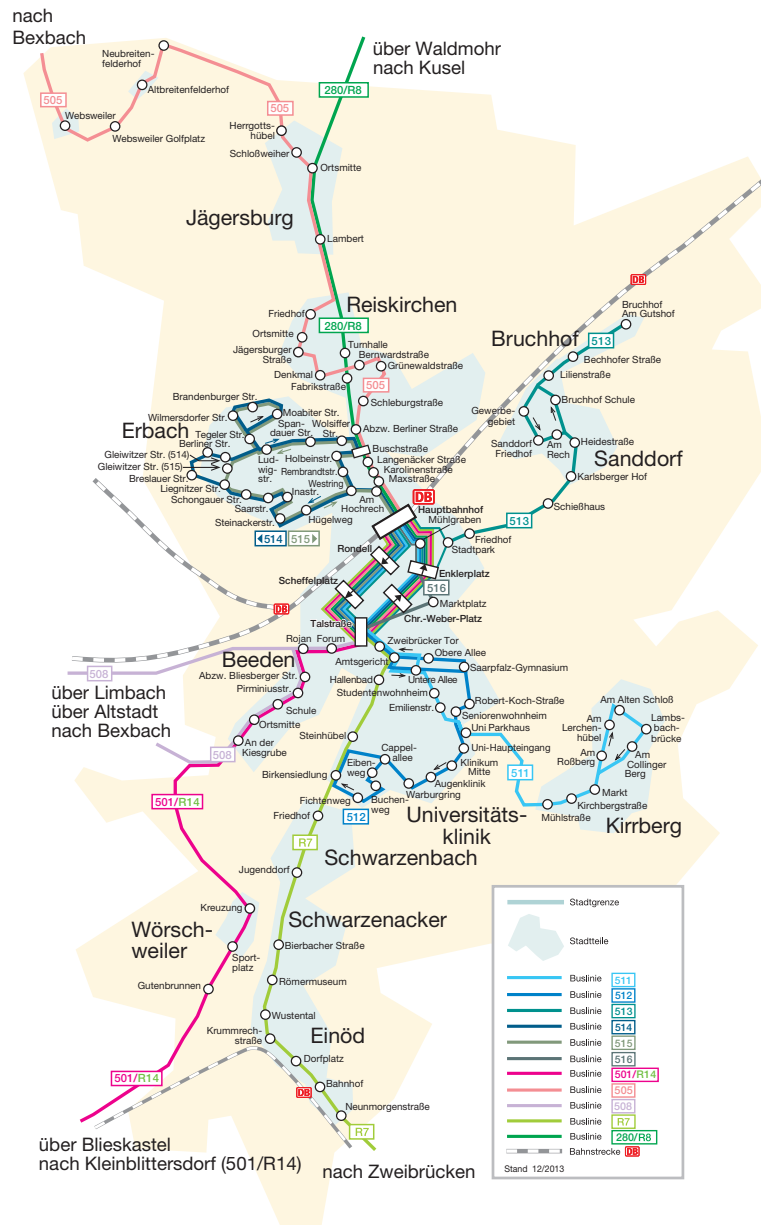 nach
Bexbach
Neubreiten-
felderhof
Altbreitenfelderhof
505
Websweiler
Websweiler Golfplatz
505
Herrgotts-
hübel
Schloßweiher
Ortsmitte
über Waldmohr
nach Kusel
280/R8
Jägersburg
Lambert
Reiskirchen
Friedhof
280/R8
Ortsmitte
Jägersburger
Straße
Turnhalle
Bernwardstraße
Grünewaldstraße
Denkmal
Fabrikstraße
505
Schleburgstraße
Abzw. Berliner Straße
DB
Bruchhof
Am Gutshof
Bruchhof
513
Bechhofer Straße
Lilienstraße
Bruchhof Schule
Gewerbe-
gebiet
Sanddorf
Friedhof
Am
Rech
Heidestraße
Sanddorf
Karlsberger Hof
Schießhaus
513
Friedhof
Stadtpark
Brandenburger Str.
Wilmersdorfer Str.
Moabiter Str.
Erbach
Tegeler Str.
Span-
dauer Str.
Wolsiffer
Str.
Berliner Str.
Gleiwitzer Str. (514)
Gleiwitzer Str. (515)
Breslauer Str.
Liegnitzer Str.
Schongauer Str.
Saarstr.
Steinackerstr.
Lud-
wig-
str.
Inastr.
Hügelweg
Holbeinstr.
Rembrandtstr.
Westring
Am
Hochrech
Buschstraße
Langenäcker Straße
Karolinenstraße
Maxstraße
514
515
DB
Hauptbahnhof
Mühlgraben
Rondell
Enklerplatz
516
Scheffelplatz
Marktplatz
DB
Talstraße
Chr.-Weber-Platz
Rojan
Forum
Zweibrücker Tor
Beeden
Amtsgericht
Obere Allee
Saarpfalz-Gymnasium
508
Abzw. Bliesberger Str.
Hallenbad
Untere Allee
über Limbach
über Altstadt
nach Bexbach
Pirminiusstr.
Studentenwohnheim
Emilienstr.
Robert-Koch-Straße
Schule
Seniorenwohnheim
Ortsmitte
Uni Parkhaus
An der
Kiesgrube
Steinhübel
Uni-Haupteingang
508
Cappel-
allee
Klinikum
Mitte
Birkensiedlung
Eiben-
weg
Augenklinik
Warburgring
Fichtenweg
Buchen-
weg
512
511
Am Alten Schloß
Am
Lerchen-
hübel
Lambs-
bach-
brücke
Am
Roßberg
Am
Collinger
Berg
Markt
Kirchbergstraße
Mühlstraße
Kirrberg
Universitäts-
klinik
501/R14
Friedhof
R7
Schwarzenbach
Jugenddorf
Kreuzung
Schwarzenacker
Wörsch-
weiler
Sport-
platz
Bierbacher Straße
Gutenbrunnen
Römermuseum
Wustental
Krummrech-
straße
Einöd
Dorfplatz
501/R14
Bahnhof
DB
Neunmorgenstraße
R7
über Blieskastel
nach Kleinblittersdorf (501/R14)
nach Zweibrücken
Stadtgrenze
Stadtteile
Buslinie 511
Buslinie 512
Buslinie 513
Buslinie 514
Buslinie 515
Buslinie 516
Buslinie 501/R14
Buslinie 505
Buslinie 508
Buslinie R7
Buslinie 280/R8
Bahnstrecke DB
Stand 12/2013